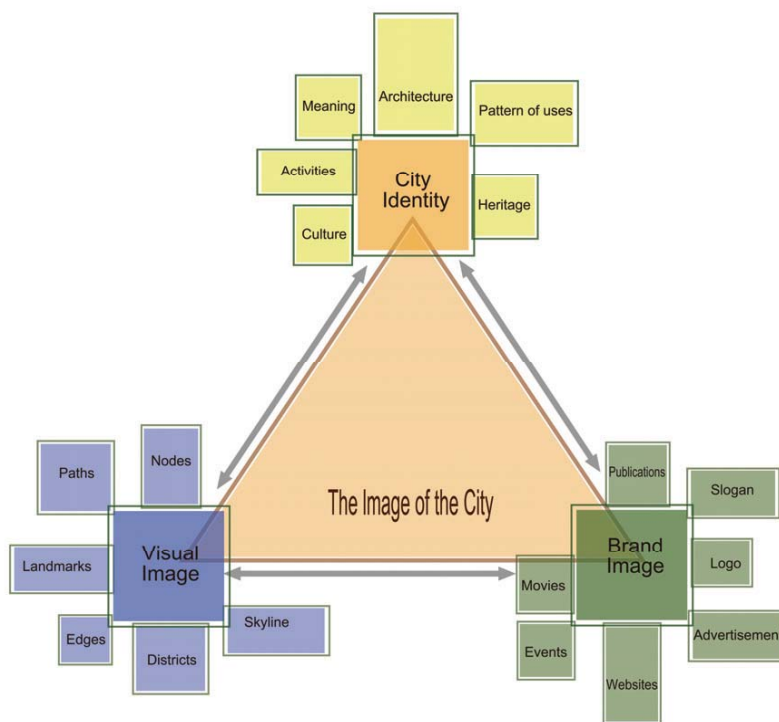 Architecture
Meaning
Pattern of uses
Activities
City
Identity
Heritage
Culture
Nodes
Paths
The Image of the City
Publications
Slogan
Landmarks
Visual
Image
Brand
Image
Logo
Movies
Edges
Skyline
Districts
Events
Advertisemen
Websites